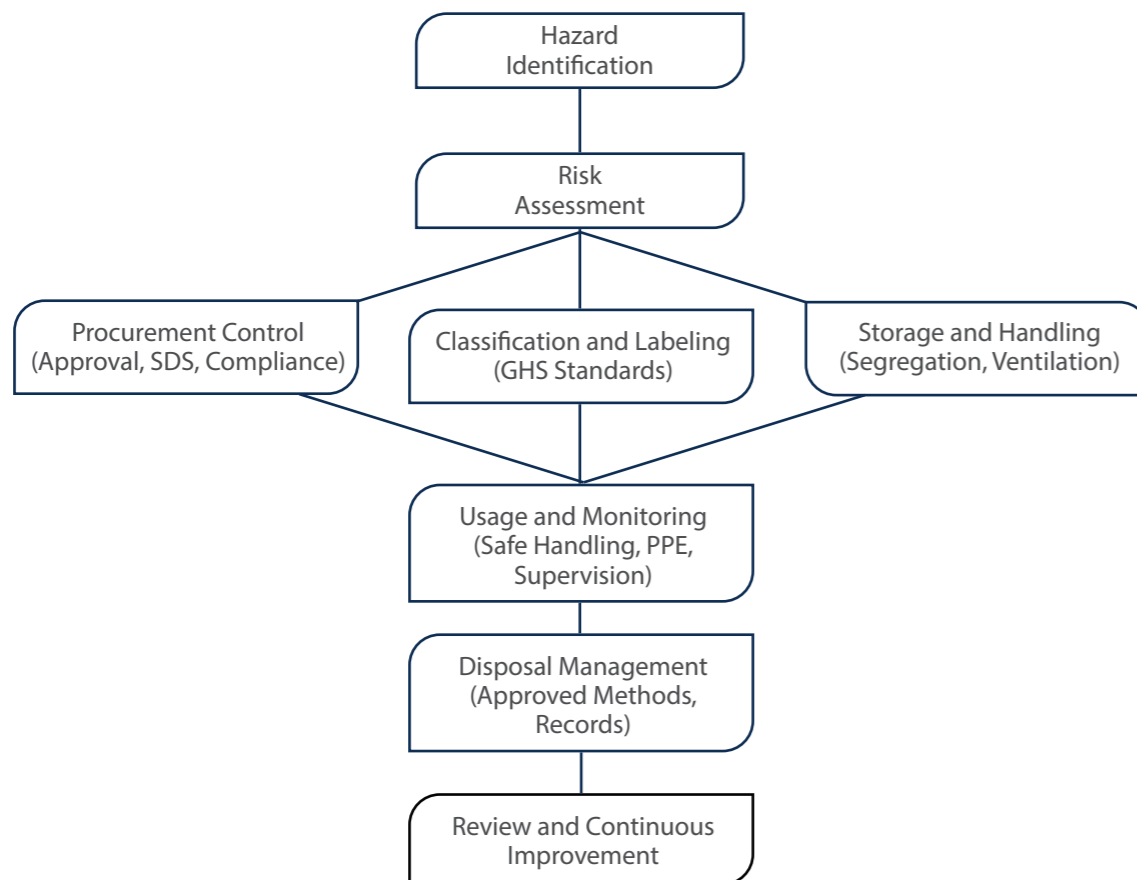 Hazard
Identification
Risk
Assessment
Procurement Control
(Approval, SDS, Compliance)
Classification and Labeling
(GHS Standards)
Storage and Handling
(Segregation, Ventilation)
Usage and Monitoring
(Safe Handling, PPE,
Supervision)
Disposal Management
(Approved Methods,
Records)
Review and Continuous
Improvement